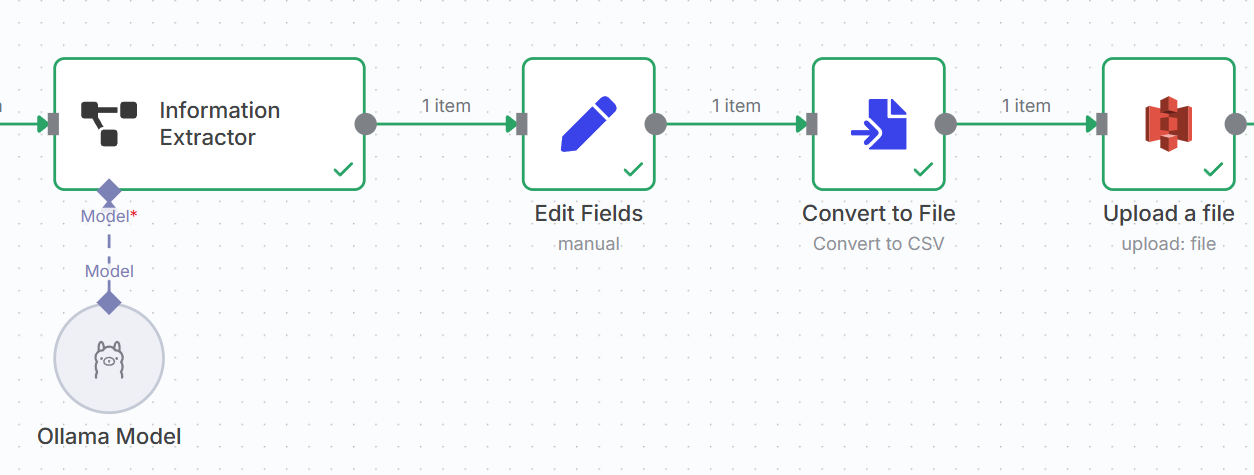 1 item
1 item
1 item
Information
Extractor
Model*
Model
Ollama Model
Edit Fields
manual
Convert to File
Convert to CSV
Upload a file
upload: file